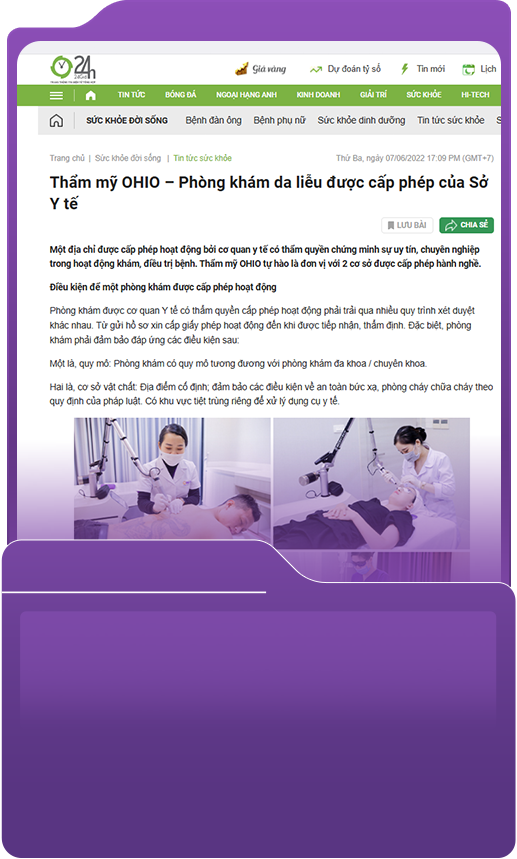 24h
Giá vàng
Dự đoán tỷ số
Tin mới
Lịch
TIN TỨC
BÓNG ĐÁ
NGOẠI HẠNG ANH
KINH DOANH
GIẢI TRÍ
SỨC KHỎE
HI-TECH
SỨC KHỎE ĐỜI SỐNG
Bệnh đàn ông
Bệnh phụ nữ
Sức khỏe dinh dưỡng
Tin tức sức khỏe
S
Trang chủ | Sức khỏe đời sống | Tin tức sức khỏe
Thứ Ba, ngày 07/06/2022 17:09 PM (GMT+7)
Thẩm mỹ OHIO – Phòng khám da liễu được cấp phép của Sở
Y tế
LƯU BÀI
CHIA SẺ
Một địa chỉ được cấp phép hoạt động bởi cơ quan y tế có thẩm quyền chứng minh sự uy tín, chuyên nghiệp
trong hoạt động khám, điều trị bệnh. Thẩm mỹ OHIO tự hào là đơn vị với 2 cơ sở được cấp phép hành nghề.
Điều kiện để một phòng khám được cấp phép hoạt động
Phòng khám được cơ quan Y tế có thẩm quyền cấp phép hoạt động phải trải qua nhiều quy trình xét duyệt
khác nhau. Từ gửi hồ sơ xin cấp giấy phép hoạt động đến khi được tiếp nhận, thẩm định. Đặc biệt, phòng
khám phải đảm bảo đáp ứng các điều kiện sau:
Một là, quy mô: Phòng khám có quy mô tương đương với phòng khám đa khoa / chuyên khoa.
Hai là, cơ sở vật chất: Địa điểm cố định; đảm bảo các điều kiện về an toàn bức xạ, phòng cháy chữa cháy theo
quy định của pháp luật. Có khu vực tiệt trùng riêng để xử lý dụng cụ y tế.